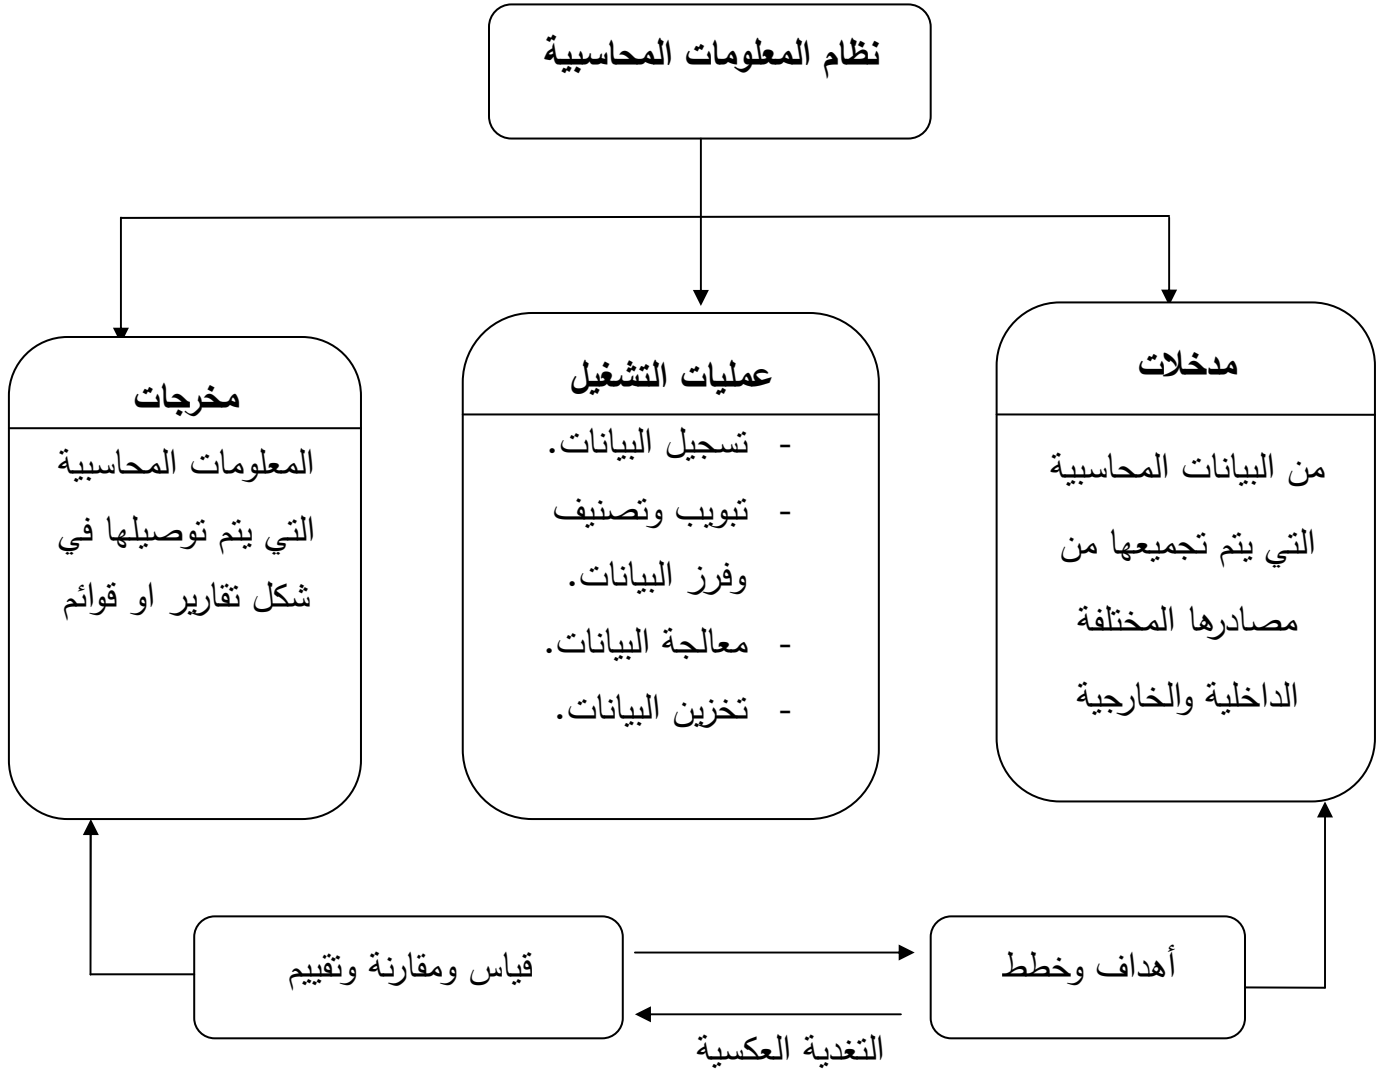 نظام المعلومات المحاسبية
مدخلات
من البيانات المحاسبية
التي يتم تجميعها من
مصادرها المختلفة
الداخلية والخارجية
عمليات التشغيل
- تسجيل البيانات.
- تبويب وتصنيف
وفرز البيانات.
- معالجة البيانات.
- تخزين البيانات.
مخرجات
المعلومات المحاسبية
التي يتم توصيلها في
شكل تقارير او قوائم
أهداف وخطط
قياس ومقارنة وتقييم
التغدية العكسية